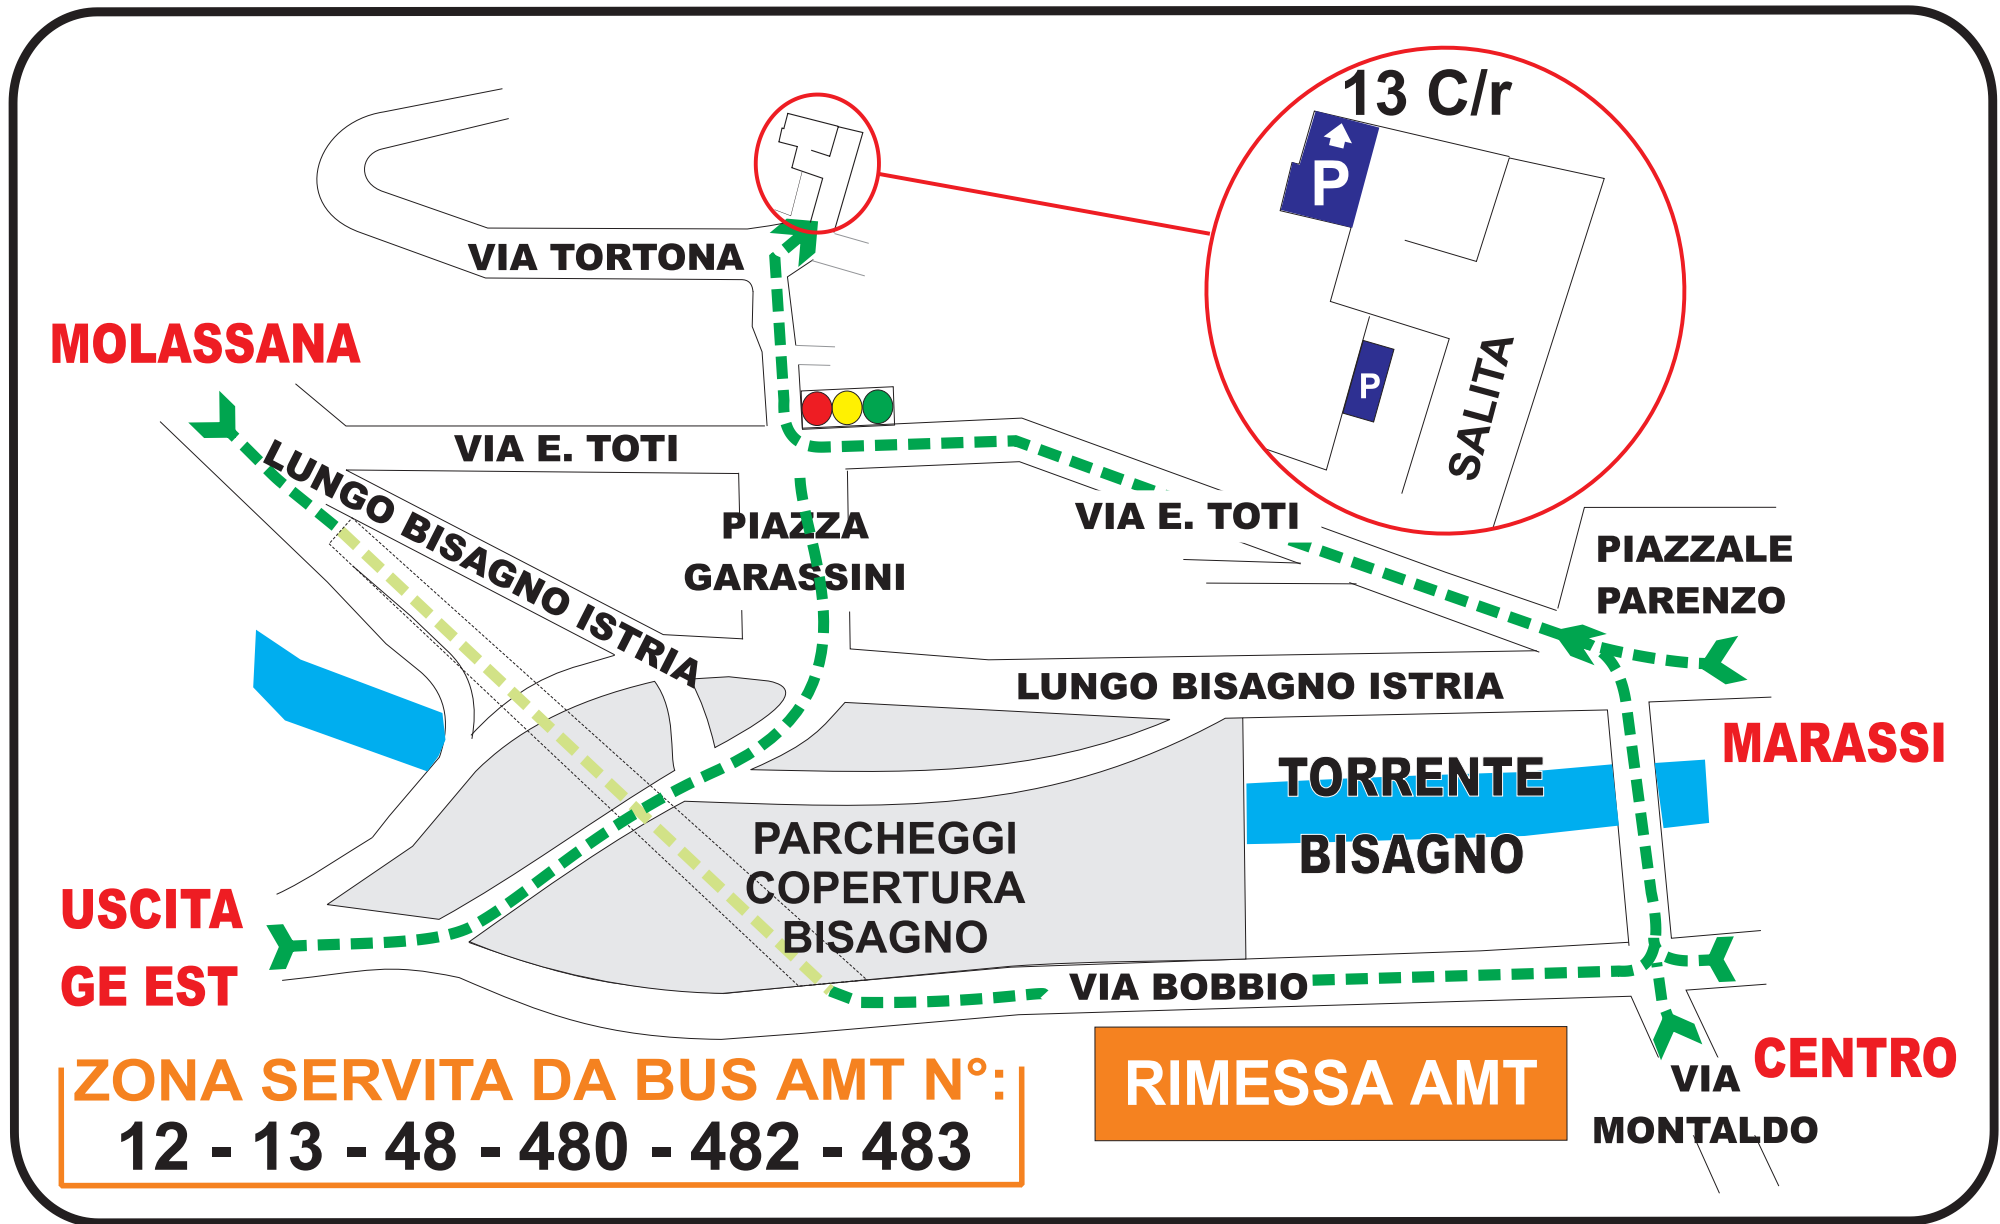 13 C/r
P
P
SALITA
VIA TORTONA
MOLASSANA
VIA E. TOTI
LUNGO BISAGNO ISTRIA
PIAZZA
GARASSINI
VIA E. TOTI
PIAZZALE
PARENZO
LUNGO BISAGNO ISTRIA
MARASSI
TORRENTE
BISAGNO
PARCHEGGI
COPERTURA
BISAGNO
USCITA
GE EST
VIA BOBBIO
CENTRO
VIA
MONTALDO
RIMESSA AMT
ZONA SERVITA DA BUS AMT N°:
12 - 13 - 48 - 480 - 482 - 483